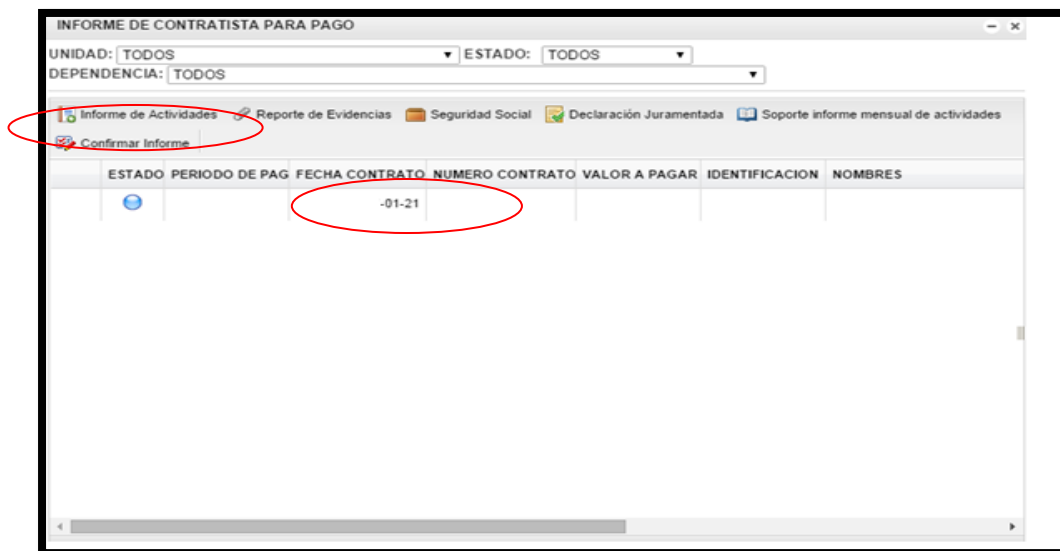 INFORME DE CONTRATISTA PARA PAGO
UNIDAD: TODOS ESTADO: TODOS
DEPENDENCIA: TODOS
Informe de Actividades Reporte de Evidencias Seguridad Social Declaración Juramentada Soporte informe mensual de actividades
Confirmar Informe
ESTADO PERIODO DE PAG FECHA CONTRATO NUMERO CONTRATO VALOR A PAGAR IDENTIFICACION NOMBRES
-01-21